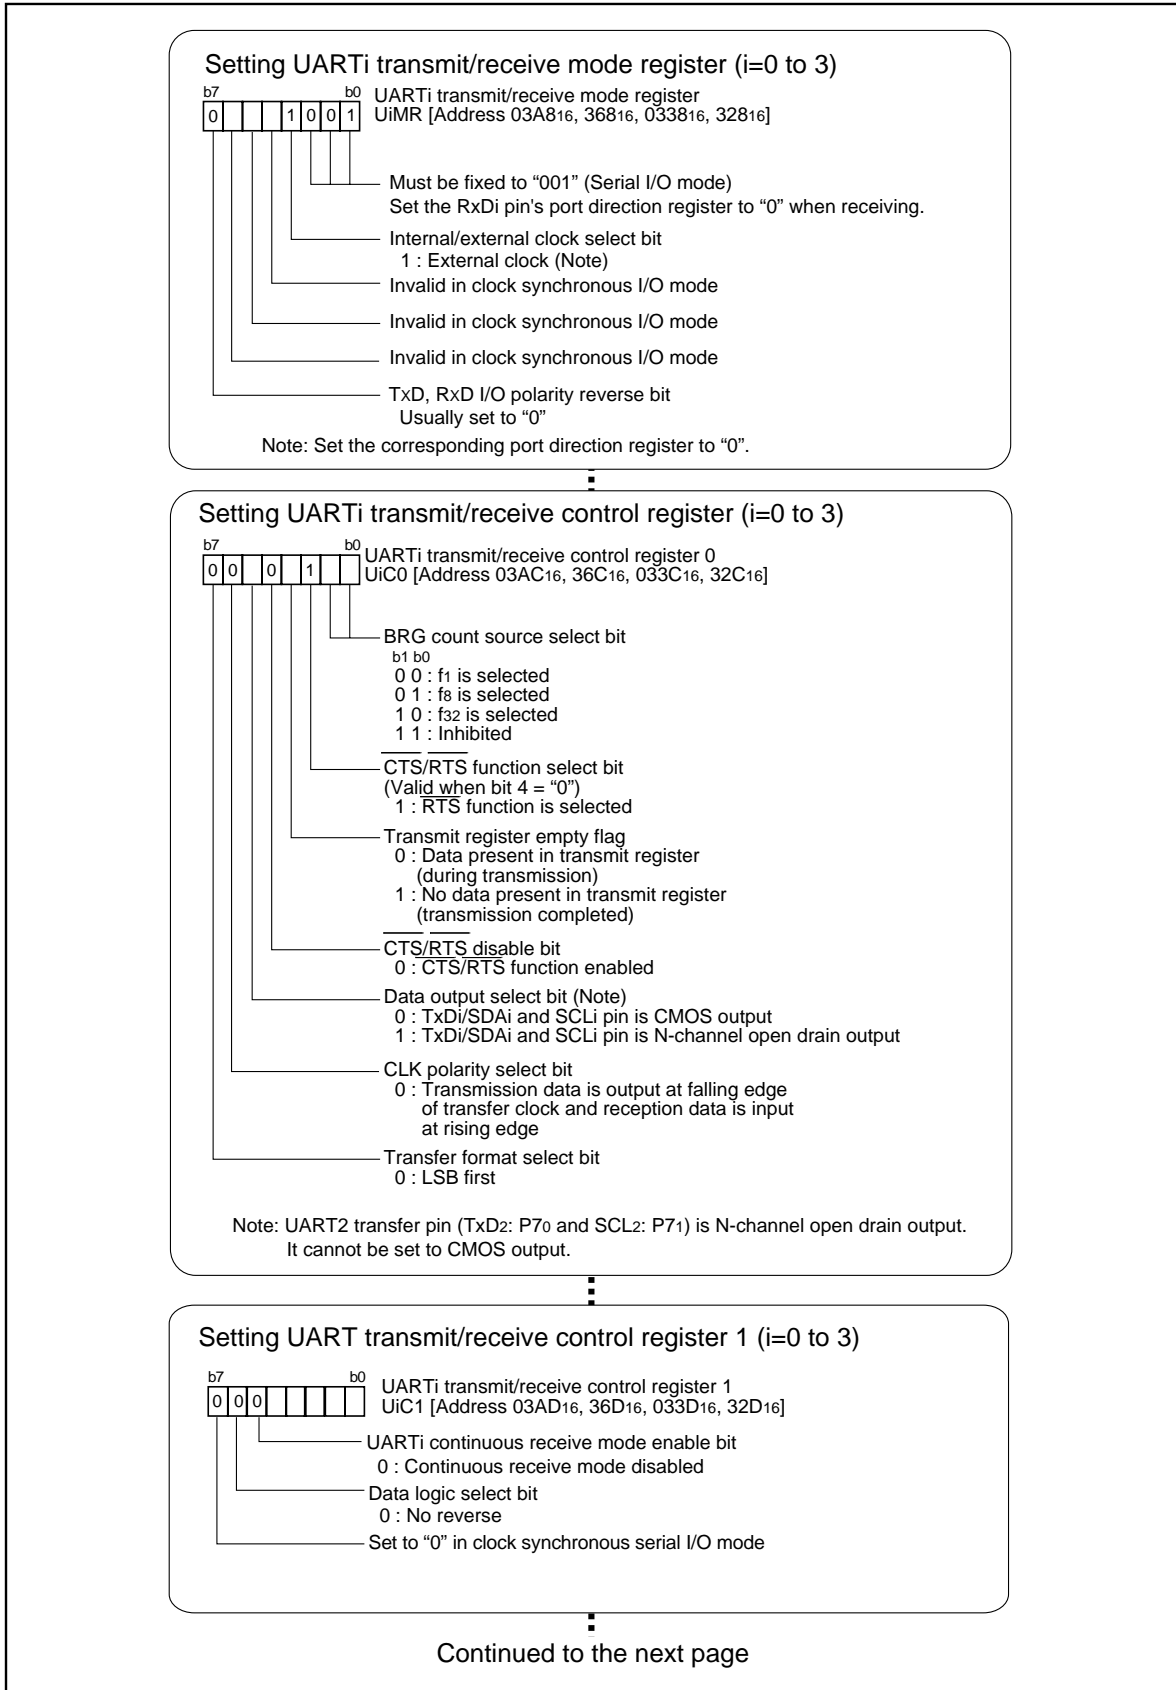 Setting UARTi transmit/receive mode register (i=0 to 3)
b7 b0 UARTi transmit/receive mode register
0 1 0 0 1 UiMR [Address 03A816, 36816, 033816, 32816]
Must be fixed to “001” (Serial I/O mode)
Set the RxDi pin's port direction register to “0” when receiving.
Internal/external clock select bit
1 : External clock (Note)
Invalid in clock synchronous I/O mode
Invalid in clock synchronous I/O mode
Invalid in clock synchronous I/O mode
TxD, RxD I/O polarity reverse bit
Usually set to “0”
Note: Set the corresponding port direction register to “0”.
Setting UARTi transmit/receive control register (i=0 to 3)
b7 b0 UARTi transmit/receive control register 0
0 0 0 1 UiC0 [Address 03AC16, 36C16, 033C16, 32C16]
BRG count source select bit
b1 b0
0 0 : f1 is selected
0 1 : f8 is selected
1 0 : f32 is selected
1 1 : Inhibited
CTS/RTS function select bit
(Valid when bit 4 = “0”)
1 : RTS function is selected
Transmit register empty flag
0 : Data present in transmit register
(during transmission)
1 : No data present in transmit register
(transmission completed)
CTS/RTS disable bit
0 : CTS/RTS function enabled
Data output select bit (Note)
0 : TxDi/SDAi and SCLi pin is CMOS output
1 : TxDi/SDAi and SCLi pin is N-channel open drain output
CLK polarity select bit
0 : Transmission data is output at falling edge
of transfer clock and reception data is input
at rising edge
Transfer format select bit
0 : LSB first
Note: UART2 transfer pin (TxD2: P70 and SCL2: P71) is N-channel open drain output.
It cannot be set to CMOS output.
Setting UART transmit/receive control register 1 (i=0 to 3)
b7 b0 UARTi transmit/receive control register 1
0 0 0 UiC1 [Address 03AD16, 36D16, 033D16, 32D16]
UARTi continuous receive mode enable bit
0 : Continuous receive mode disabled
Data logic select bit
0 : No reverse
Set to “0” in clock synchronous serial I/O mode
Continued to the next page